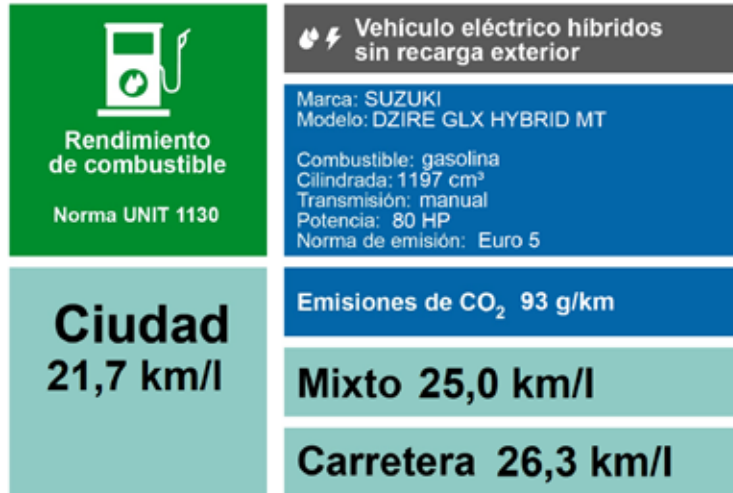 Rendimiento
de combustible
Norma UNIT 1130
Vehículo eléctrico híbridos
sin recarga exterior
Marca: SUZUKI
Modelo: DZIRE GLX HYBRID MT
Combustible: gasolina
Cilindrada: 1197 cm³
Transmisión: manual
Potencia: 80 HP
Norma de emisión: Euro 5
Emisiones de CO₂ 93 g/km
Ciudad
21,7 km/l
Mixto 25,0 km/l
Carretera 26,3 km/l